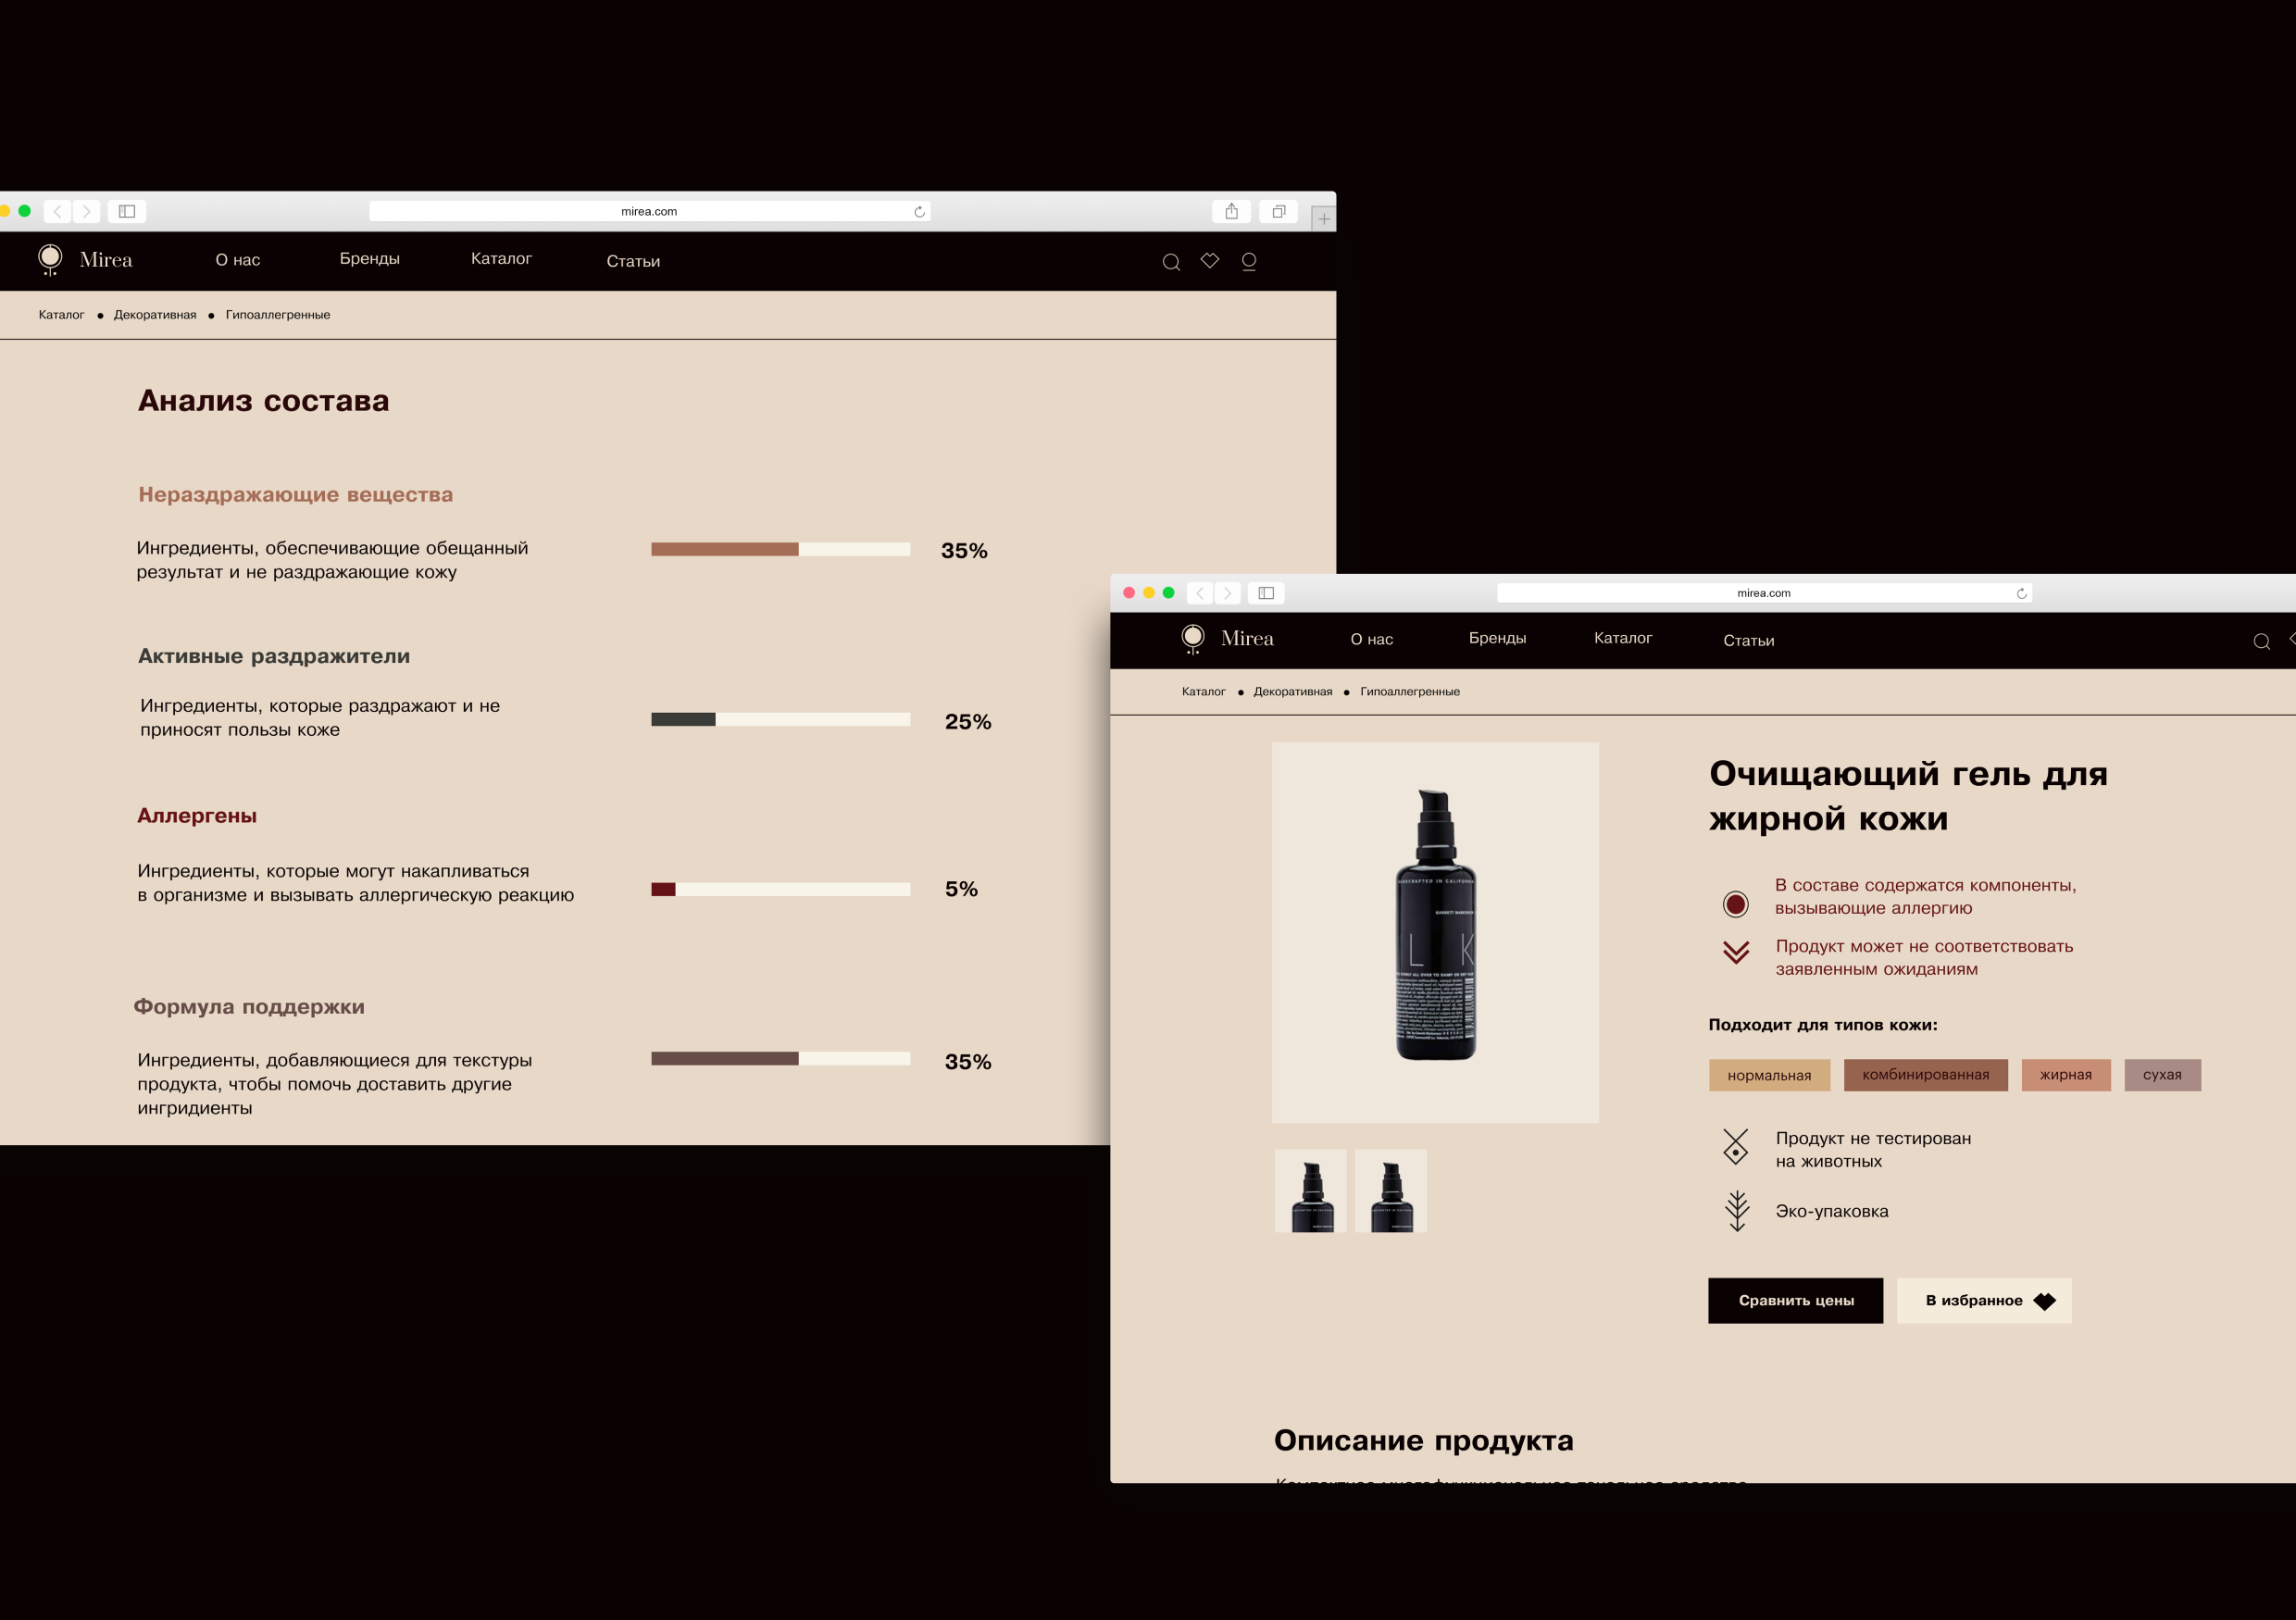 mirea.com
Mirea
О нас
Бренды
Каталог
Статьи
Каталог • Декоративная • Гипоаллегренные
Анализ состава
Нераздражающие вещества
Ингредиенты, обеспечивающие обещанный
результат и не раздражающие кожу
35%
Активные раздражители
Ингредиенты, которые раздражают и не
приносят пользы коже
25%
Аллергены
Ингредиенты, которые могут накапливаться
в организме и вызывать аллергическую реакцию
5%
Формула поддержки
Ингредиенты, добавляющиеся для текстуры
продукта, чтобы помочь доставить другие
ингридиенты
35%
mirea.com
Mirea
О нас
Бренды
Каталог
Статьи
Каталог • Декоративная • Гипоаллегренные
IN CALIFORNIA
L K
Очищающий гель для
жирной кожи
В составе содержатся компоненты,
вызывающие аллергию
Продукт может не соответствовать
заявленным ожиданиям
Подходит для типов кожи:
нормальная
комбинированная
жирная
сухая
Продукт не тестирован
на животных
Эко-упаковка
Сравнить цены
В избранное
Описание продукта